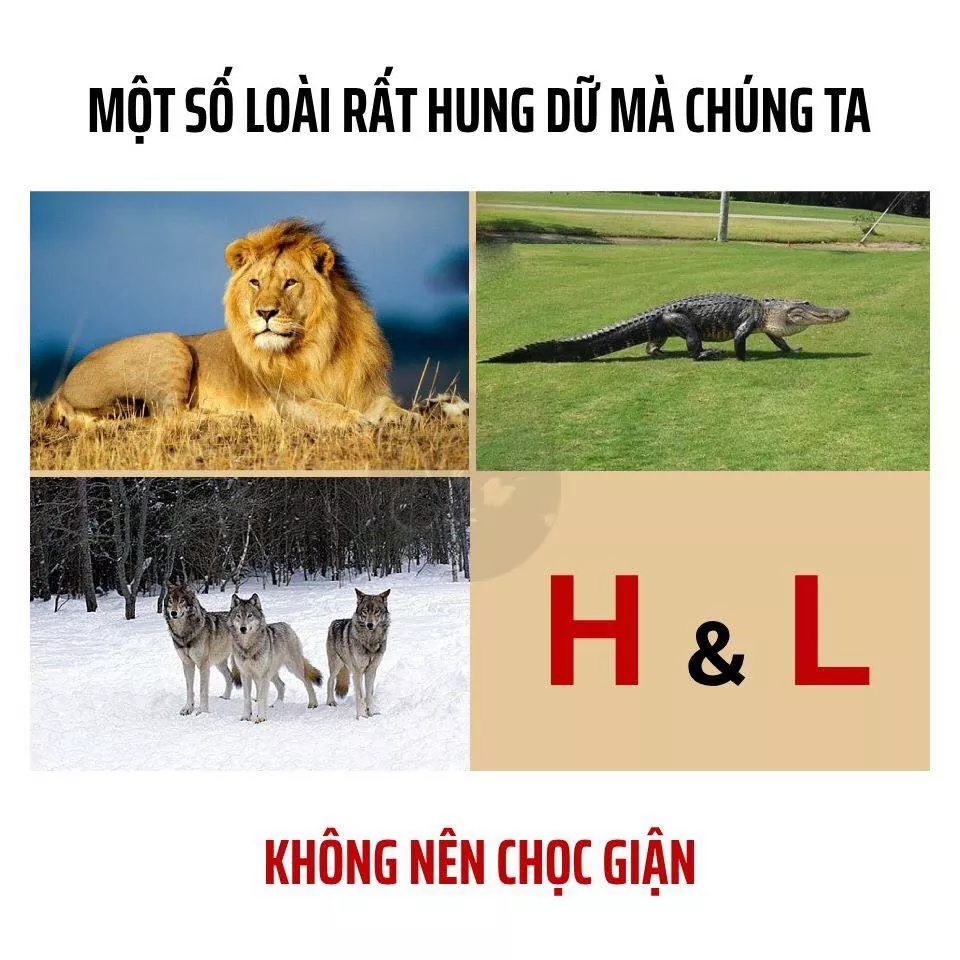 MỘT SỐ LOÀI RẤT HUNG DỮ MÀ CHÚNG TA
H & L
KHÔNG NÊN CHỌC GIẬN